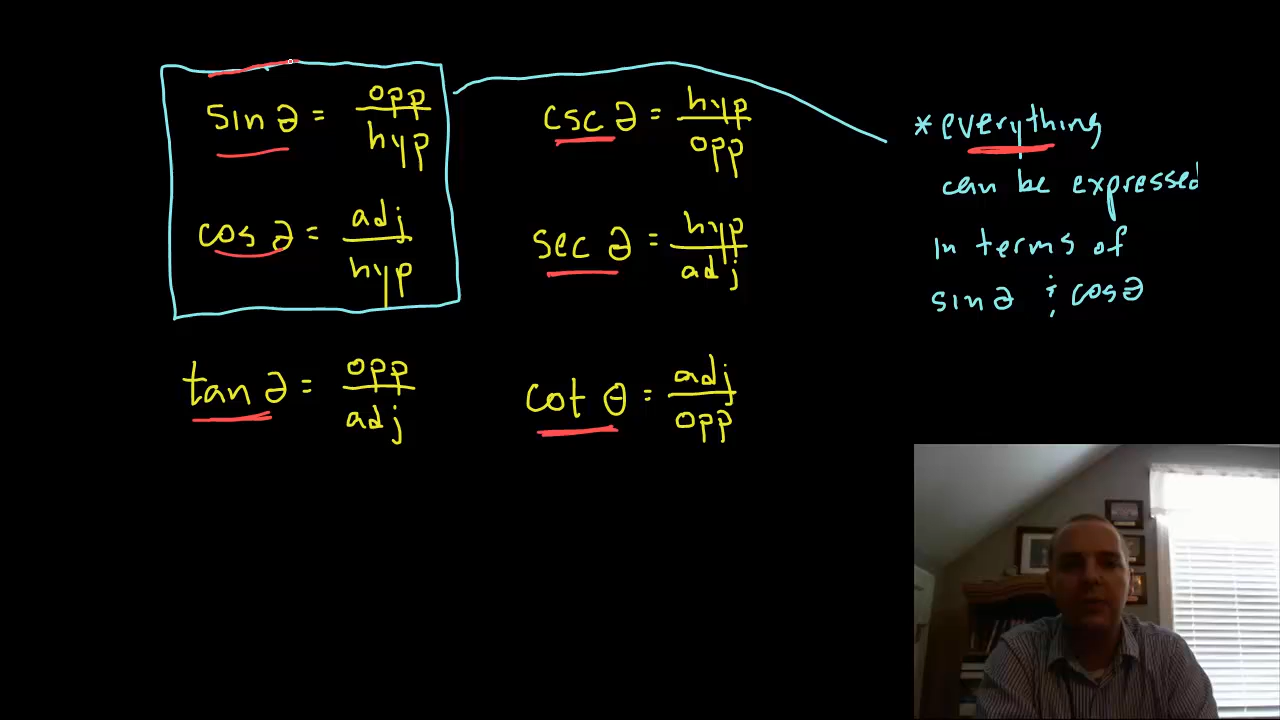 sin θ = opp/hyp
csc θ = hyp/opp
cos θ = adj/hyp
sec θ = hyp/adj
tan θ = opp/adj
cot θ = adj/opp
* everything
can be expressed
in terms of
sin θ & cos θ